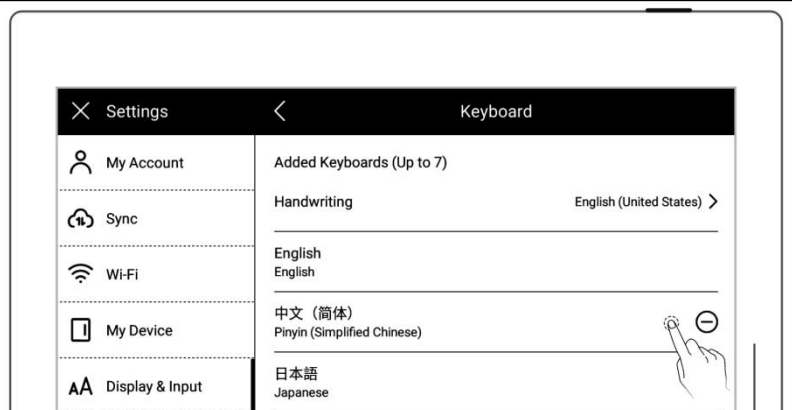 Settings
Keyboard
My Account
Sync
Wi-Fi
My Device
AA Display & Input
Added Keyboards (Up to 7)
Handwriting English (United States)
English
English
中文（简体）
Pinyin (Simplified Chinese)
日本語
Japanese